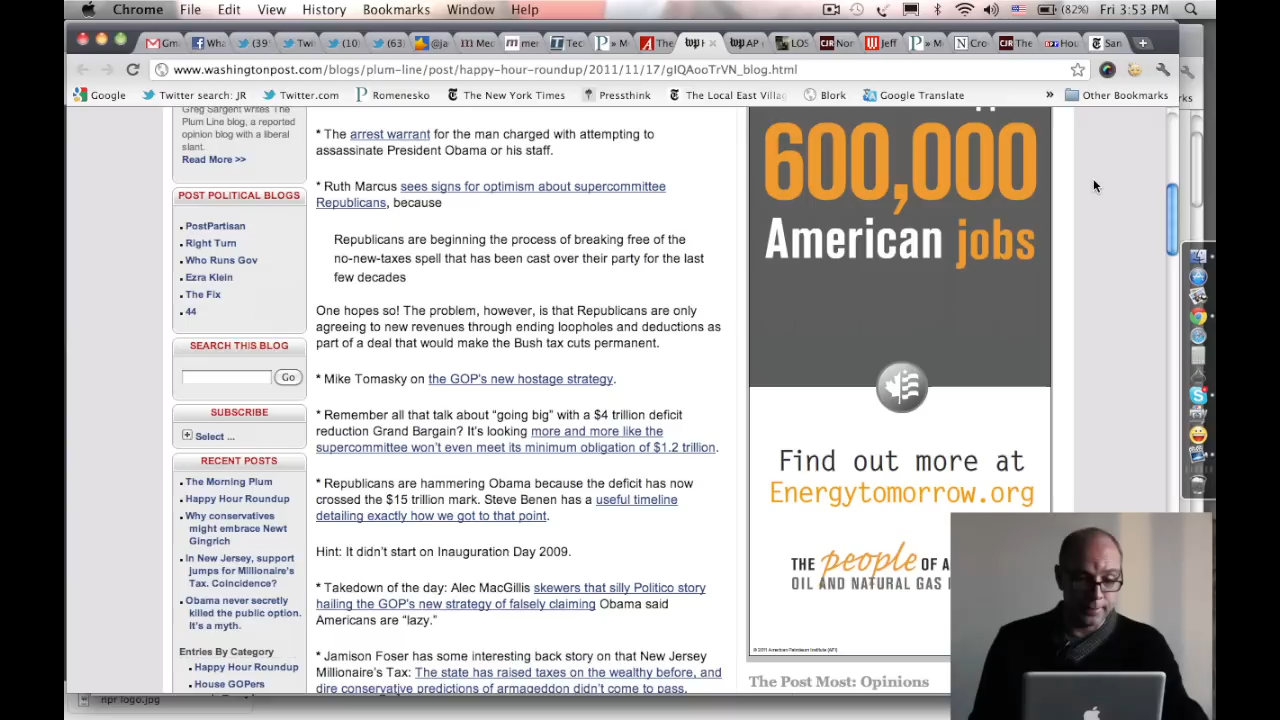 Chrome File Edit View History Bookmarks Window Help (82%) Fri 3:53 PM
Gm Wha (39 Twi (10 (63) @ja Mec mer Tec » M The AP LOS Nor Jeff » M Cro The Hou San
www.washingtonpost.com/blogs/plum-line/post/happy-hour-roundup/2011/11/17/gIQAooTrVN_blog.html
Google Twitter search: JR Twitter.com Romenesko The New York Times Pressthink The Local East Villag Blork Google Translate » Other Bookmarks
Greg Sargent writes The
Plum Line blog, a reported
opinion blog with a liberal
slant.
Read More >>
POST POLITICAL BLOGS
PostPartisan
Right Turn
Who Runs Gov
Ezra Klein
The Fix
44
SEARCH THIS BLOG
Go
SUBSCRIBE
Select ...
RECENT POSTS
The Morning Plum
Happy Hour Roundup
Why conservatives
might embrace Newt
Gingrich
In New Jersey, support
jumps for Millionaire's
Tax. Coincidence?
Obama never secretly
killed the public option.
It's a myth.
Entries By Category
Happy Hour Roundup
House GOPers
* The arrest warrant for the man charged with attempting to
assassinate President Obama or his staff.
* Ruth Marcus sees signs for optimism about supercommittee
Republicans, because
Republicans are beginning the process of breaking free of the
no-new-taxes spell that has been cast over their party for the last
few decades
One hopes so! The problem, however, is that Republicans are only
agreeing to new revenues through ending loopholes and deductions as
part of a deal that would make the Bush tax cuts permanent.
* Mike Tomasky on the GOP's new hostage strategy.
* Remember all that talk about “going big” with a $4 trillion deficit
reduction Grand Bargain? It's looking more and more like the
supercommittee won't even meet its minimum obligation of $1.2 trillion.
* Republicans are hammering Obama because the deficit has now
crossed the $15 trillion mark. Steve Benen has a useful timeline
detailing exactly how we got to that point.
Hint: It didn't start on Inauguration Day 2009.
* Takedown of the day: Alec MacGillis skewers that silly Politico story
hailing the GOP's new strategy of falsely claiming Obama said
Americans are “lazy.”
* Jamison Foser has some interesting back story on that New Jersey
Millionaire's Tax: The state has raised taxes on the wealthy before, and
dire conservative predictions of armageddon didn't come to pass.
600,000
American jobs
Find out more at
Energytomorrow.org
THE people OF A
OIL AND NATURAL GAS
©2011 American Petroleum Institute (API)
The Post Most: Opinions
npr logo.jpg